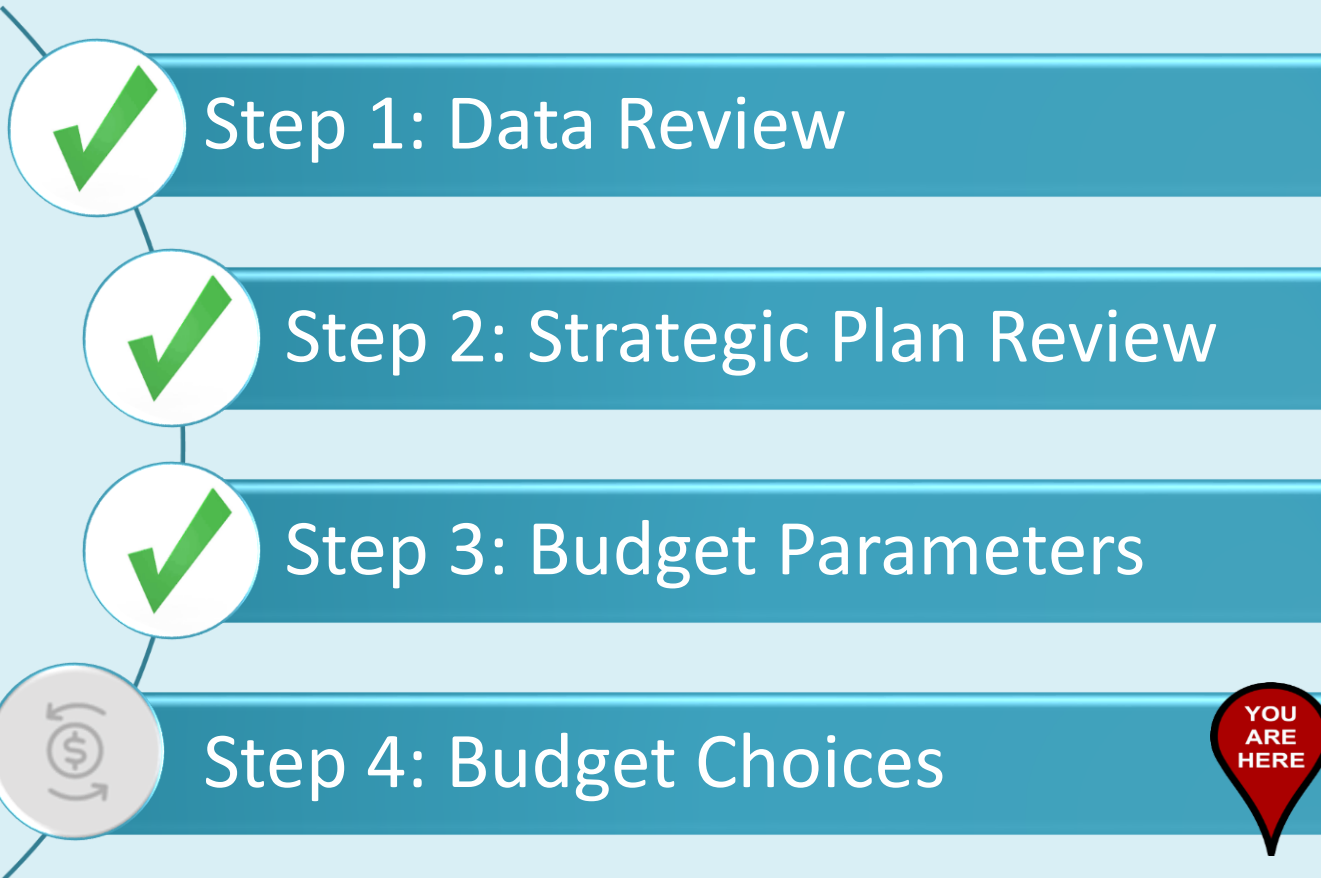 Step 1: Data Review
Step 2: Strategic Plan Review
Step 3: Budget Parameters
Step 4: Budget Choices
YOU
ARE
HERE
$